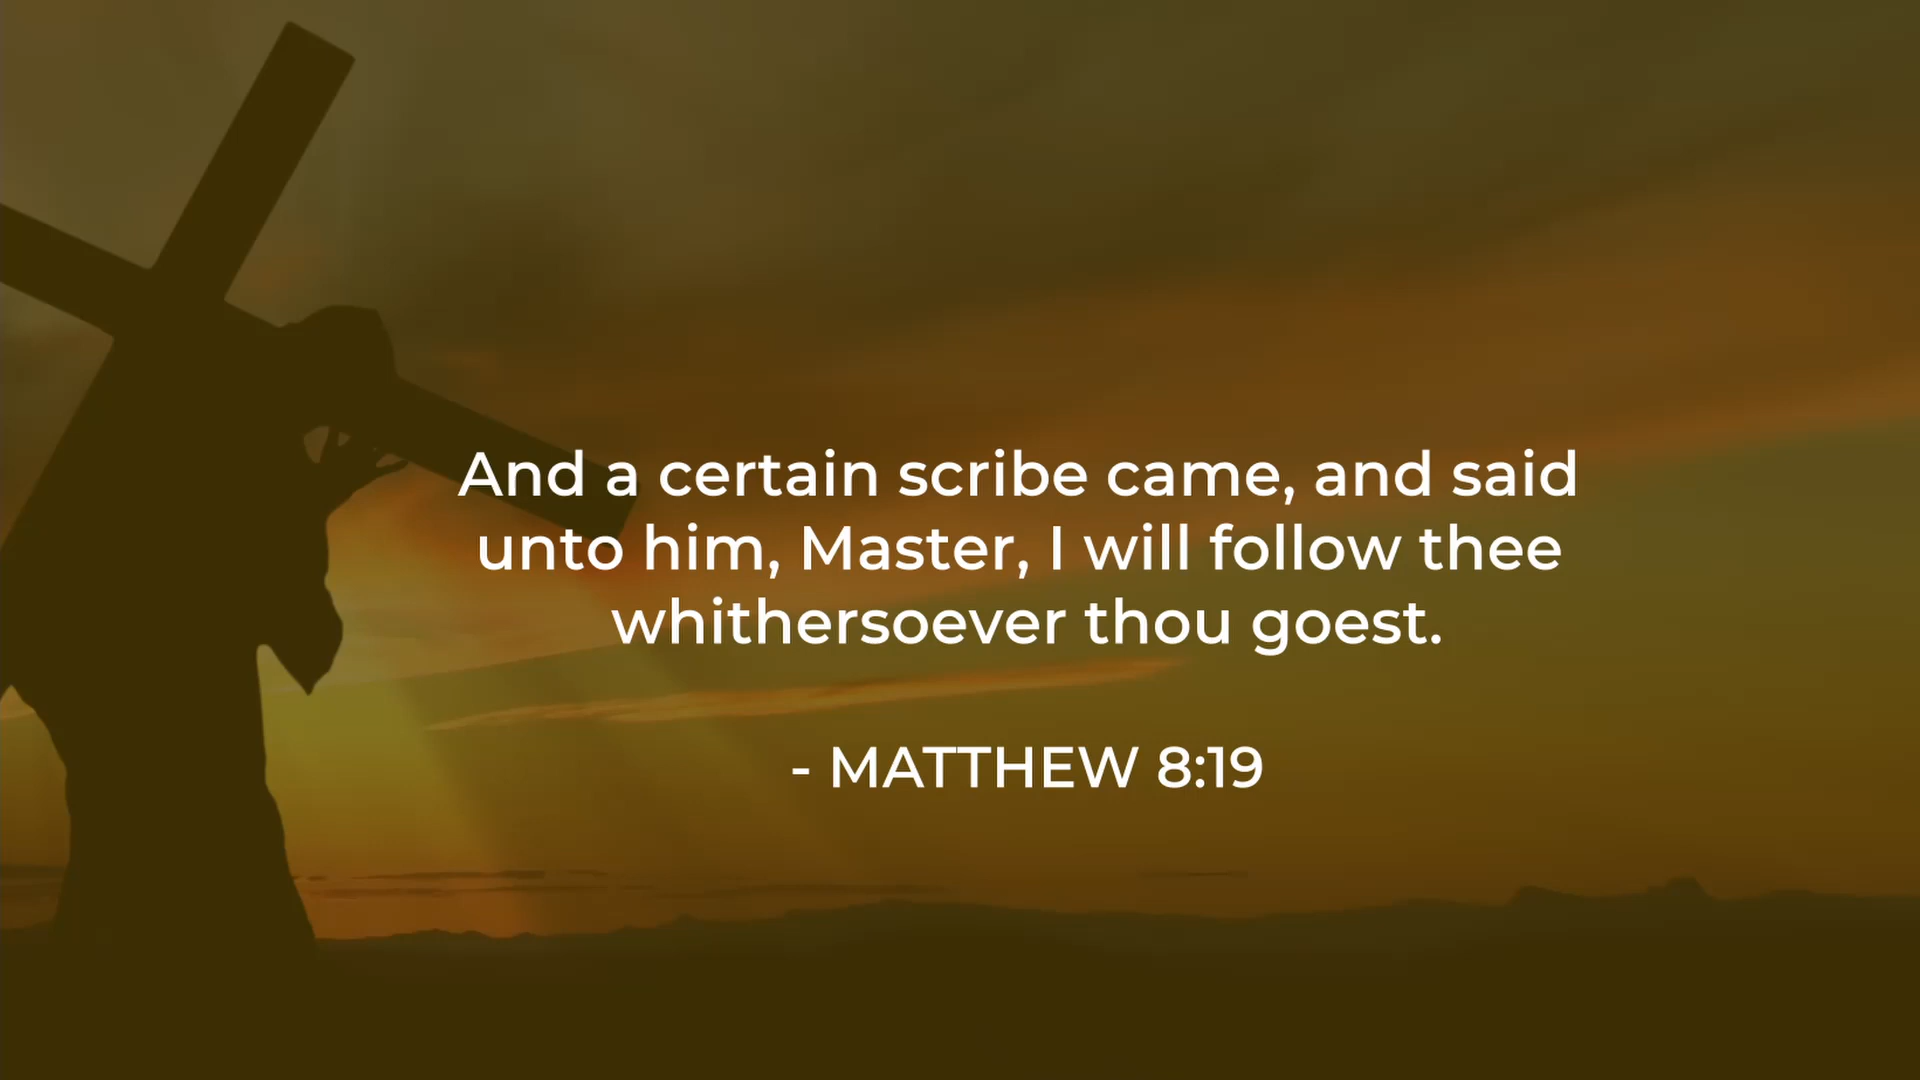 And a certain scribe came, and said
unto him, Master, I will follow thee
whithersoever thou goest.
- MATTHEW 8:19